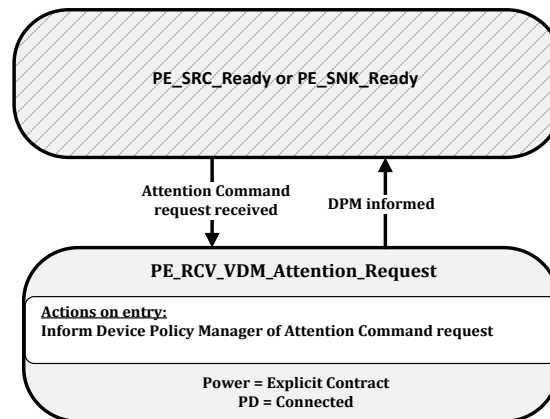 PE_SRC_Ready or PE_SNK_Ready
Attention Command
request received
DPM informed
PE_RCV_VDM_Attention_Request
Actions on entry:
Inform Device Policy Manager of Attention Command request
Power = Explicit Contract
PD = Connected